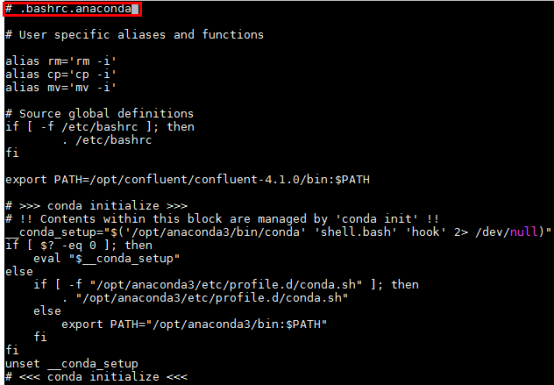 # .bashrc.anaconda
# User specific aliases and functions
alias rm='rm -i'
alias cp='cp -i'
alias mv='mv -i'
# Source global definitions
if [ -f /etc/bashrc ]; then
        . /etc/bashrc
fi
export PATH=/opt/confluent/confluent-4.1.0/bin:$PATH
# >>> conda initialize >>>
# !! Contents within this block are managed by 'conda init' !!
__conda_setup="$('/opt/anaconda3/bin/conda' 'shell.bash' 'hook' 2> /dev/null)"
if [ $? -eq 0 ]; then
    eval "$__conda_setup"
else
    if [ -f "/opt/anaconda3/etc/profile.d/conda.sh" ]; then
        . "/opt/anaconda3/etc/profile.d/conda.sh"
    else
        export PATH="/opt/anaconda3/bin:$PATH"
    fi
fi
unset __conda_setup
# <<< conda initialize <<<